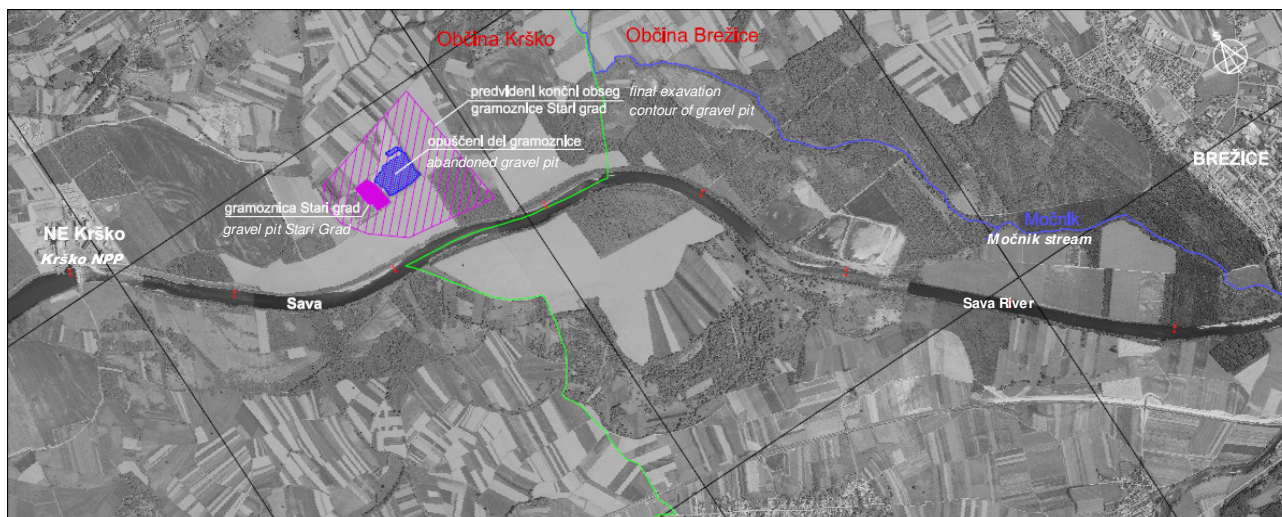 Občina Krško
Občina Brežice
S
predvideni končni obseg
gramoznice Stari grad
final exavation
contour of gravel pit
opuščeni del gramoznice
abandoned gravel pit
gramoznica Stari grad
gravel pit Stari Grad
BREŽICE
NE Krško
Krško NPP
Močnik
Močnik stream
Sava
Sava River